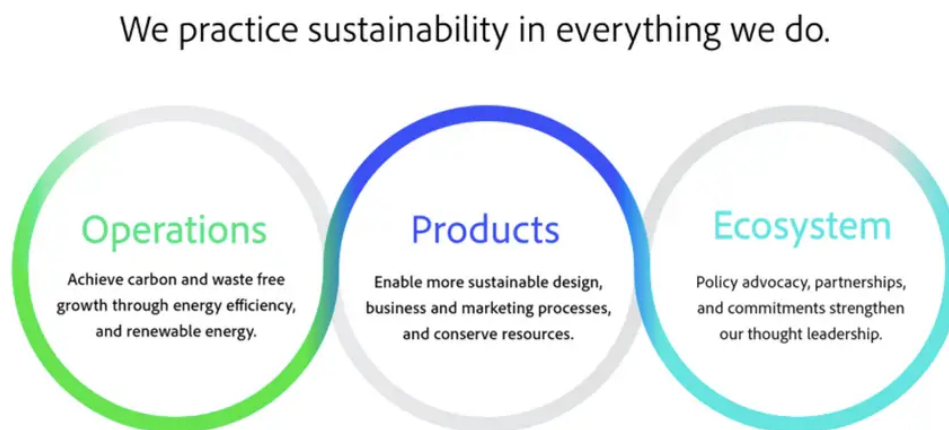 We practice sustainability in everything we do.
Operations
Achieve carbon and waste free
growth through energy efficiency,
and renewable energy.
Products
Enable more sustainable design,
business and marketing processes,
and conserve resources.
Ecosystem
Policy advocacy, partnerships,
and commitments strengthen
our thought leadership.